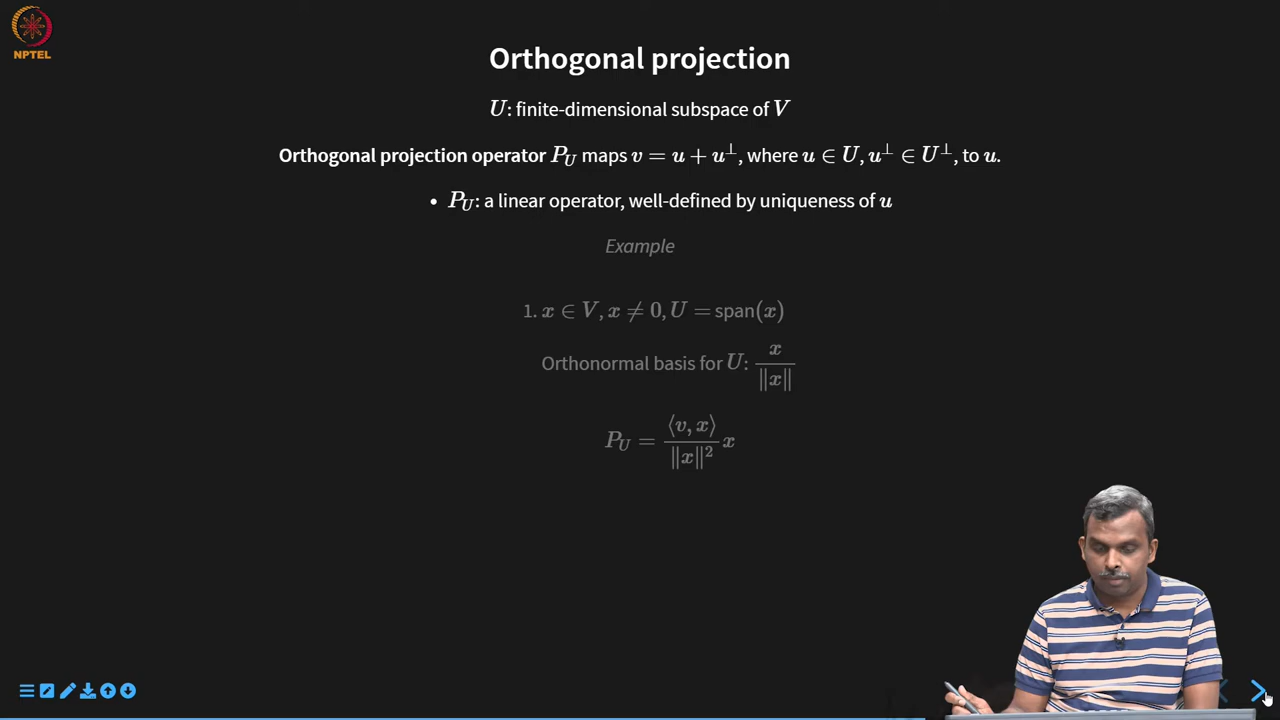 NPTEL
Orthogonal projection
U: finite-dimensional subspace of V
Orthogonal projection operator P_U maps v = u + u^⊥, where u ∈ U, u^⊥ ∈ U^⊥, to u.
• P_U: a linear operator, well-defined by uniqueness of u
Example
1. x ∈ V, x ≠ 0, U = span(x)
Orthonormal basis for U: x / ‖x‖
P_U = ⟨v, x⟩ / ‖x‖² x